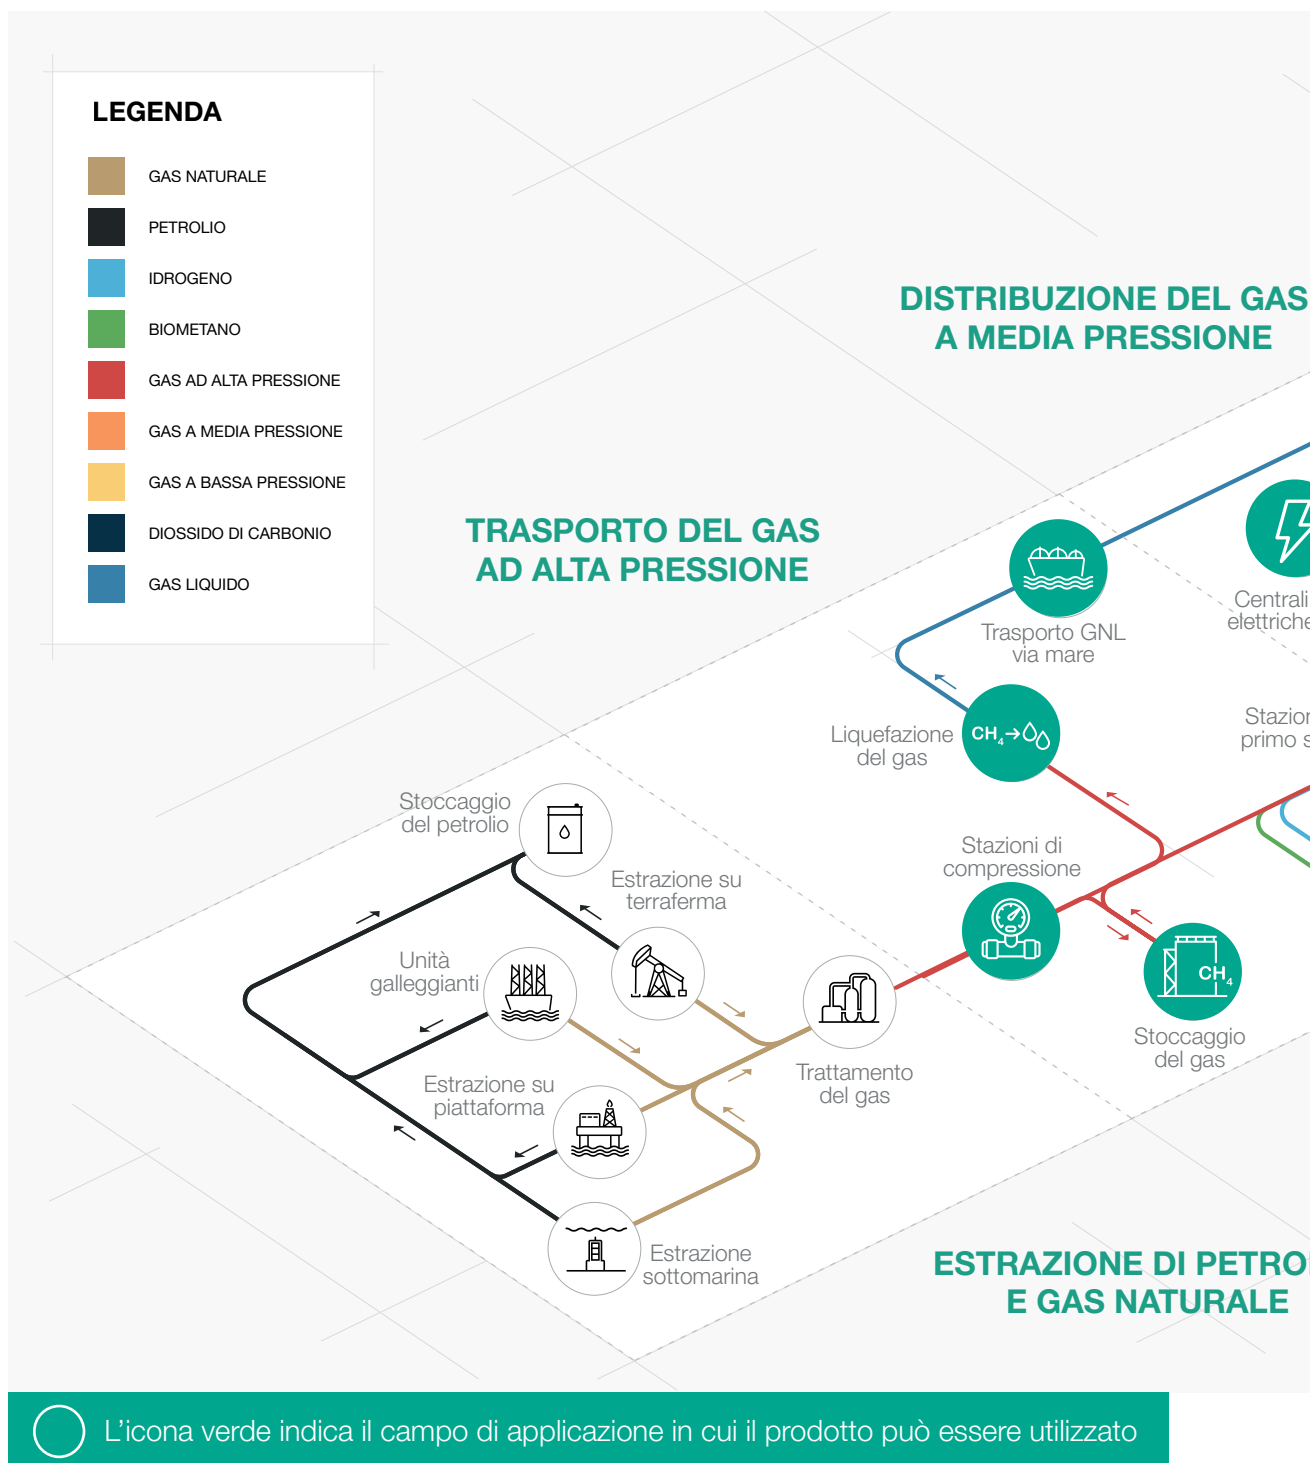 LEGENDA
GAS NATURALE
PETROLIO
IDROGENO
BIOMETANO
GAS AD ALTA PRESSIONE
GAS A MEDIA PRESSIONE
GAS A BASSA PRESSIONE
DIOSSIDO DI CARBONIO
GAS LIQUIDO
DISTRIBUZIONE DEL GAS
A MEDIA PRESSIONE
TRASPORTO DEL GAS
AD ALTA PRESSIONE
Trasporto GNL
via mare
Centrali
elettriche
Liquefazione
del gas
CH₄→
primo
Stoccaggio
del petrolio
Stazioni di
compressione
Estrazione su
terraferma
Unità
galleggianti
CH₄
Stoccaggio
del gas
Trattamento
del gas
Estrazione su
piattaforma
Estrazione
sottomarina
ESTRAZIONE DI
E GAS NATURALE
L'icona verde indica il campo di applicazione in cui il prodotto può essere utilizzato